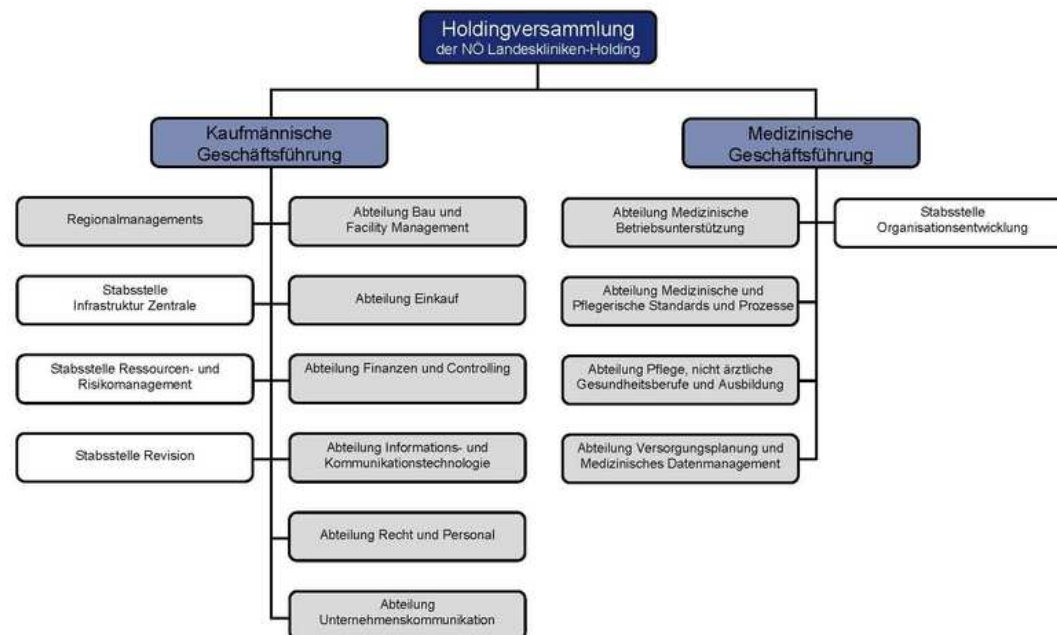 Holdingversammlung
der NÖ Landeskliniken-Holding
Kaufmännische
Geschäftsführung
Medizinische
Geschäftsführung
Regionalmanagements
Abteilung Bau und
Facility Management
Abteilung Medizinische
Betriebsunterstützung
Stabsstelle
Organisationsentwicklung
Stabsstelle
Infrastruktur Zentrale
Abteilung Einkauf
Abteilung Medizinische und
Pflegerische Standards und Prozesse
Stabsstelle Ressourcen- und
Risikomanagement
Abteilung Finanzen und Controlling
Abteilung Pflege, nicht ärztliche
Gesundheitsberufe und Ausbildung
Stabsstelle Revision
Abteilung Informations- und
Kommunikationstechnologie
Abteilung Versorgungsplanung und
Medizinisches Datenmanagement
Abteilung Recht und Personal
Abteilung
Unternehmenskommunikation